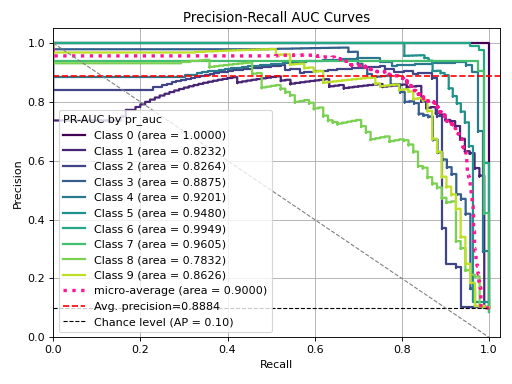 Precision-Recall AUC Curves
1.0
0.8
0.6
0.4
0.2
0.0
Precision
PR-AUC by pr_auc
Class 0 (area = 1.0000)
Class 1 (area = 0.8232)
Class 2 (area = 0.8264)
Class 3 (area = 0.8875)
Class 4 (area = 0.9201)
Class 5 (area = 0.9480)
Class 6 (area = 0.9949)
Class 7 (area = 0.9605)
Class 8 (area = 0.7832)
Class 9 (area = 0.8626)
micro-average (area = 0.9000)
Avg. precision=0.8884
Chance level (AP = 0.10)
0.0 0.2 0.4 0.6 0.8 1.0
Recall